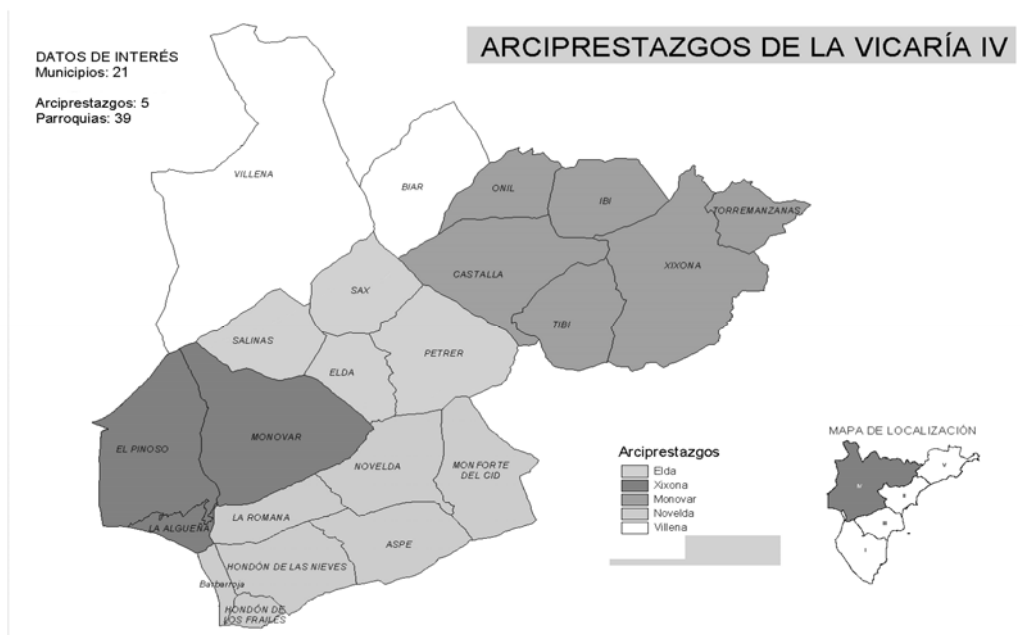 ARCIPRESTAZGOS DE LA VICARÍA IV
DATOS DE INTERÉS
Municipios: 21
Arciprestazgos: 5
Parroquias: 39
VILLENA
BIAR
ONIL
IBI
TORREMANZANAS
CASTALLA
XIXONA
SAX
TIBI
SALINAS
ELDA
PETRER
EL PINOSO
MONOVAR
NOVELDA
MONFORTE
DEL CID
LA ALGUEÑA
LA ROMANA
ASPE
HONDÓN DE LAS NIEVES
Barbarroja
HONDÓN DE
LOS FRAILES
Arciprestazgos
Elda
Xixona
Monovar
Novelda
Villena
MAPA DE LOCALIZACIÓN
V
IV
II
III
I